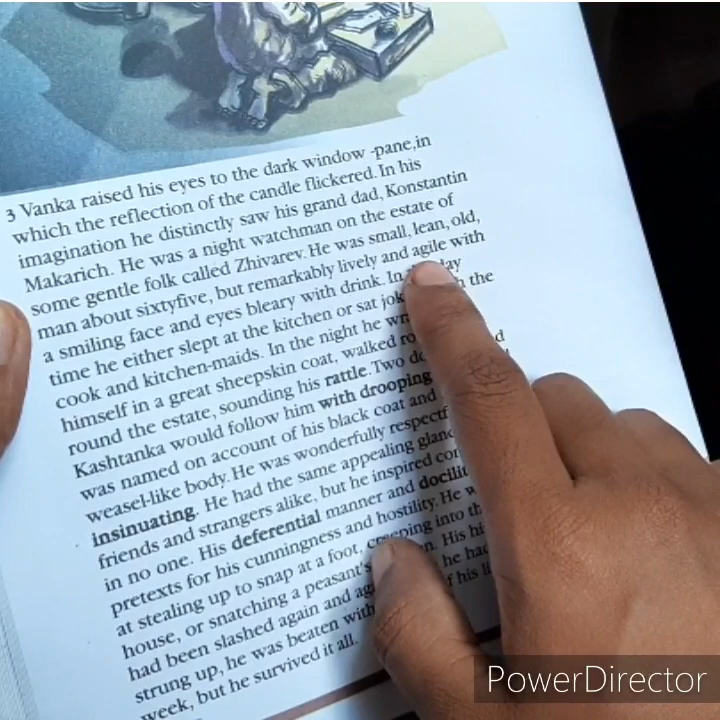 3 Vanka raised his eyes to the dark window -pane,in
which the reflection of the candle flickered.In his
imagination he distinctly saw his grand dad, Konstantin
Makarich. He was a night watchman on the estate of
some gentle folk called Zhivarev.He was small, lean, old,
man about sixtyfive, but remarkably lively and agile with
a smiling face and eyes bleary with drink. In
time he either slept at the kitchen or sat the
cook and kitchen-maids. In the night he
himself in a great sheepskin coat, walked
round the estate, sounding his rattle.Two
Kashtanka would follow him with drooping
was named on account of his black coat and
weasel-like body.He was wonderfully
insinuating. He had the same appealing
friends and strangers alike, but he inspired
in no one. His deferential manner and
pretexts for his cunningness and hostility. He
at stealing up to snap at a foot, into
house, or snatching a peasant's His
had been slashed again and he
strung up, he was beaten his
week, but he survived it all.
PowerDirector